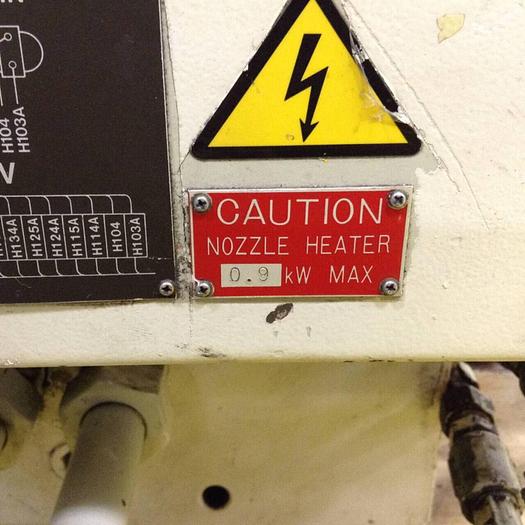 H104
H103A
H134A
H125A
H124A
H115A
H114A
H104
H103A
CAUTION
NOZZLE HEATER
0.9 kW MAX